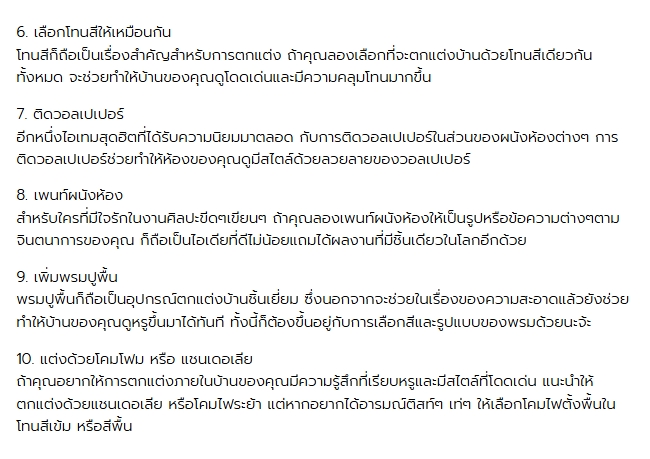 6. เลือกโทนสีให้เหมือนกัน
โทนสีก็ถือเป็นเรื่องสำคัญสำหรับการตกแต่ง ถ้าคุณลองเลือกที่จะตกแต่งบ้านด้วยโทนสีเดียวกัน
ทั้งหมด จะช่วยทำให้บ้านของคุณดูโดดเด่นและมีความคลุมโทนมากขึ้น
7. ติดวอลเปเปอร์
อีกหนึ่งไอเทมสุดฮิตที่ได้รับความนิยมมาตลอด กับการติดวอลเปเปอร์ในส่วนของผนังห้องต่างๆ การ
ติดวอลเปเปอร์ช่วยทำให้ห้องของคุณดูมีสไตล์ด้วยลวยลายของวอลเปเปอร์
8. เพนท์ผนังห้อง
สำหรับใครที่มีใจรักในงานศิลปะขีดๆเขียนๆ ถ้าคุณลองเพนท์ผนังห้องให้เป็นรูปหรือข้อความต่างๆตาม
จินตนาการของคุณ ก็ถือเป็นไอเดียที่ดีไม่น้อยแถมได้ผลงานที่มีชิ้นเดียวในโลกอีกด้วย
9. เพิ่มพรมปูพื้น
พรมปูพื้นก็ถือเป็นอุปกรณ์ตกแต่งบ้านชิ้นเยี่ยม ซึ่งนอกจากจะช่วยในเรื่องของความสะอาดแล้วยังช่วย
ทำให้บ้านของคุณดูหรูขึ้นมาได้ทันที ทั้งนี้ก็ต้องขึ้นอยู่กับการเลือกสีและรูปแบบของพรมด้วยนะจ้ะ
10. แต่งด้วยโคมโฟม หรือ แชนเดอเลีย
ถ้าคุณอยากให้การตกแต่งภายในบ้านของคุณมีความรู้สึกที่เรียบหรูและมีสไตล์ที่โดดเด่น แนะนำให้
ตกแต่งด้วยแชนเดอเลีย หรือโคมไฟระย้า แต่หากอยากได้อารมณ์ติสท์ๆ เท่ๆ ให้เลือกโคมไฟตั้งพื้นใน
โทนสีเข้ม หรือสีพื้น